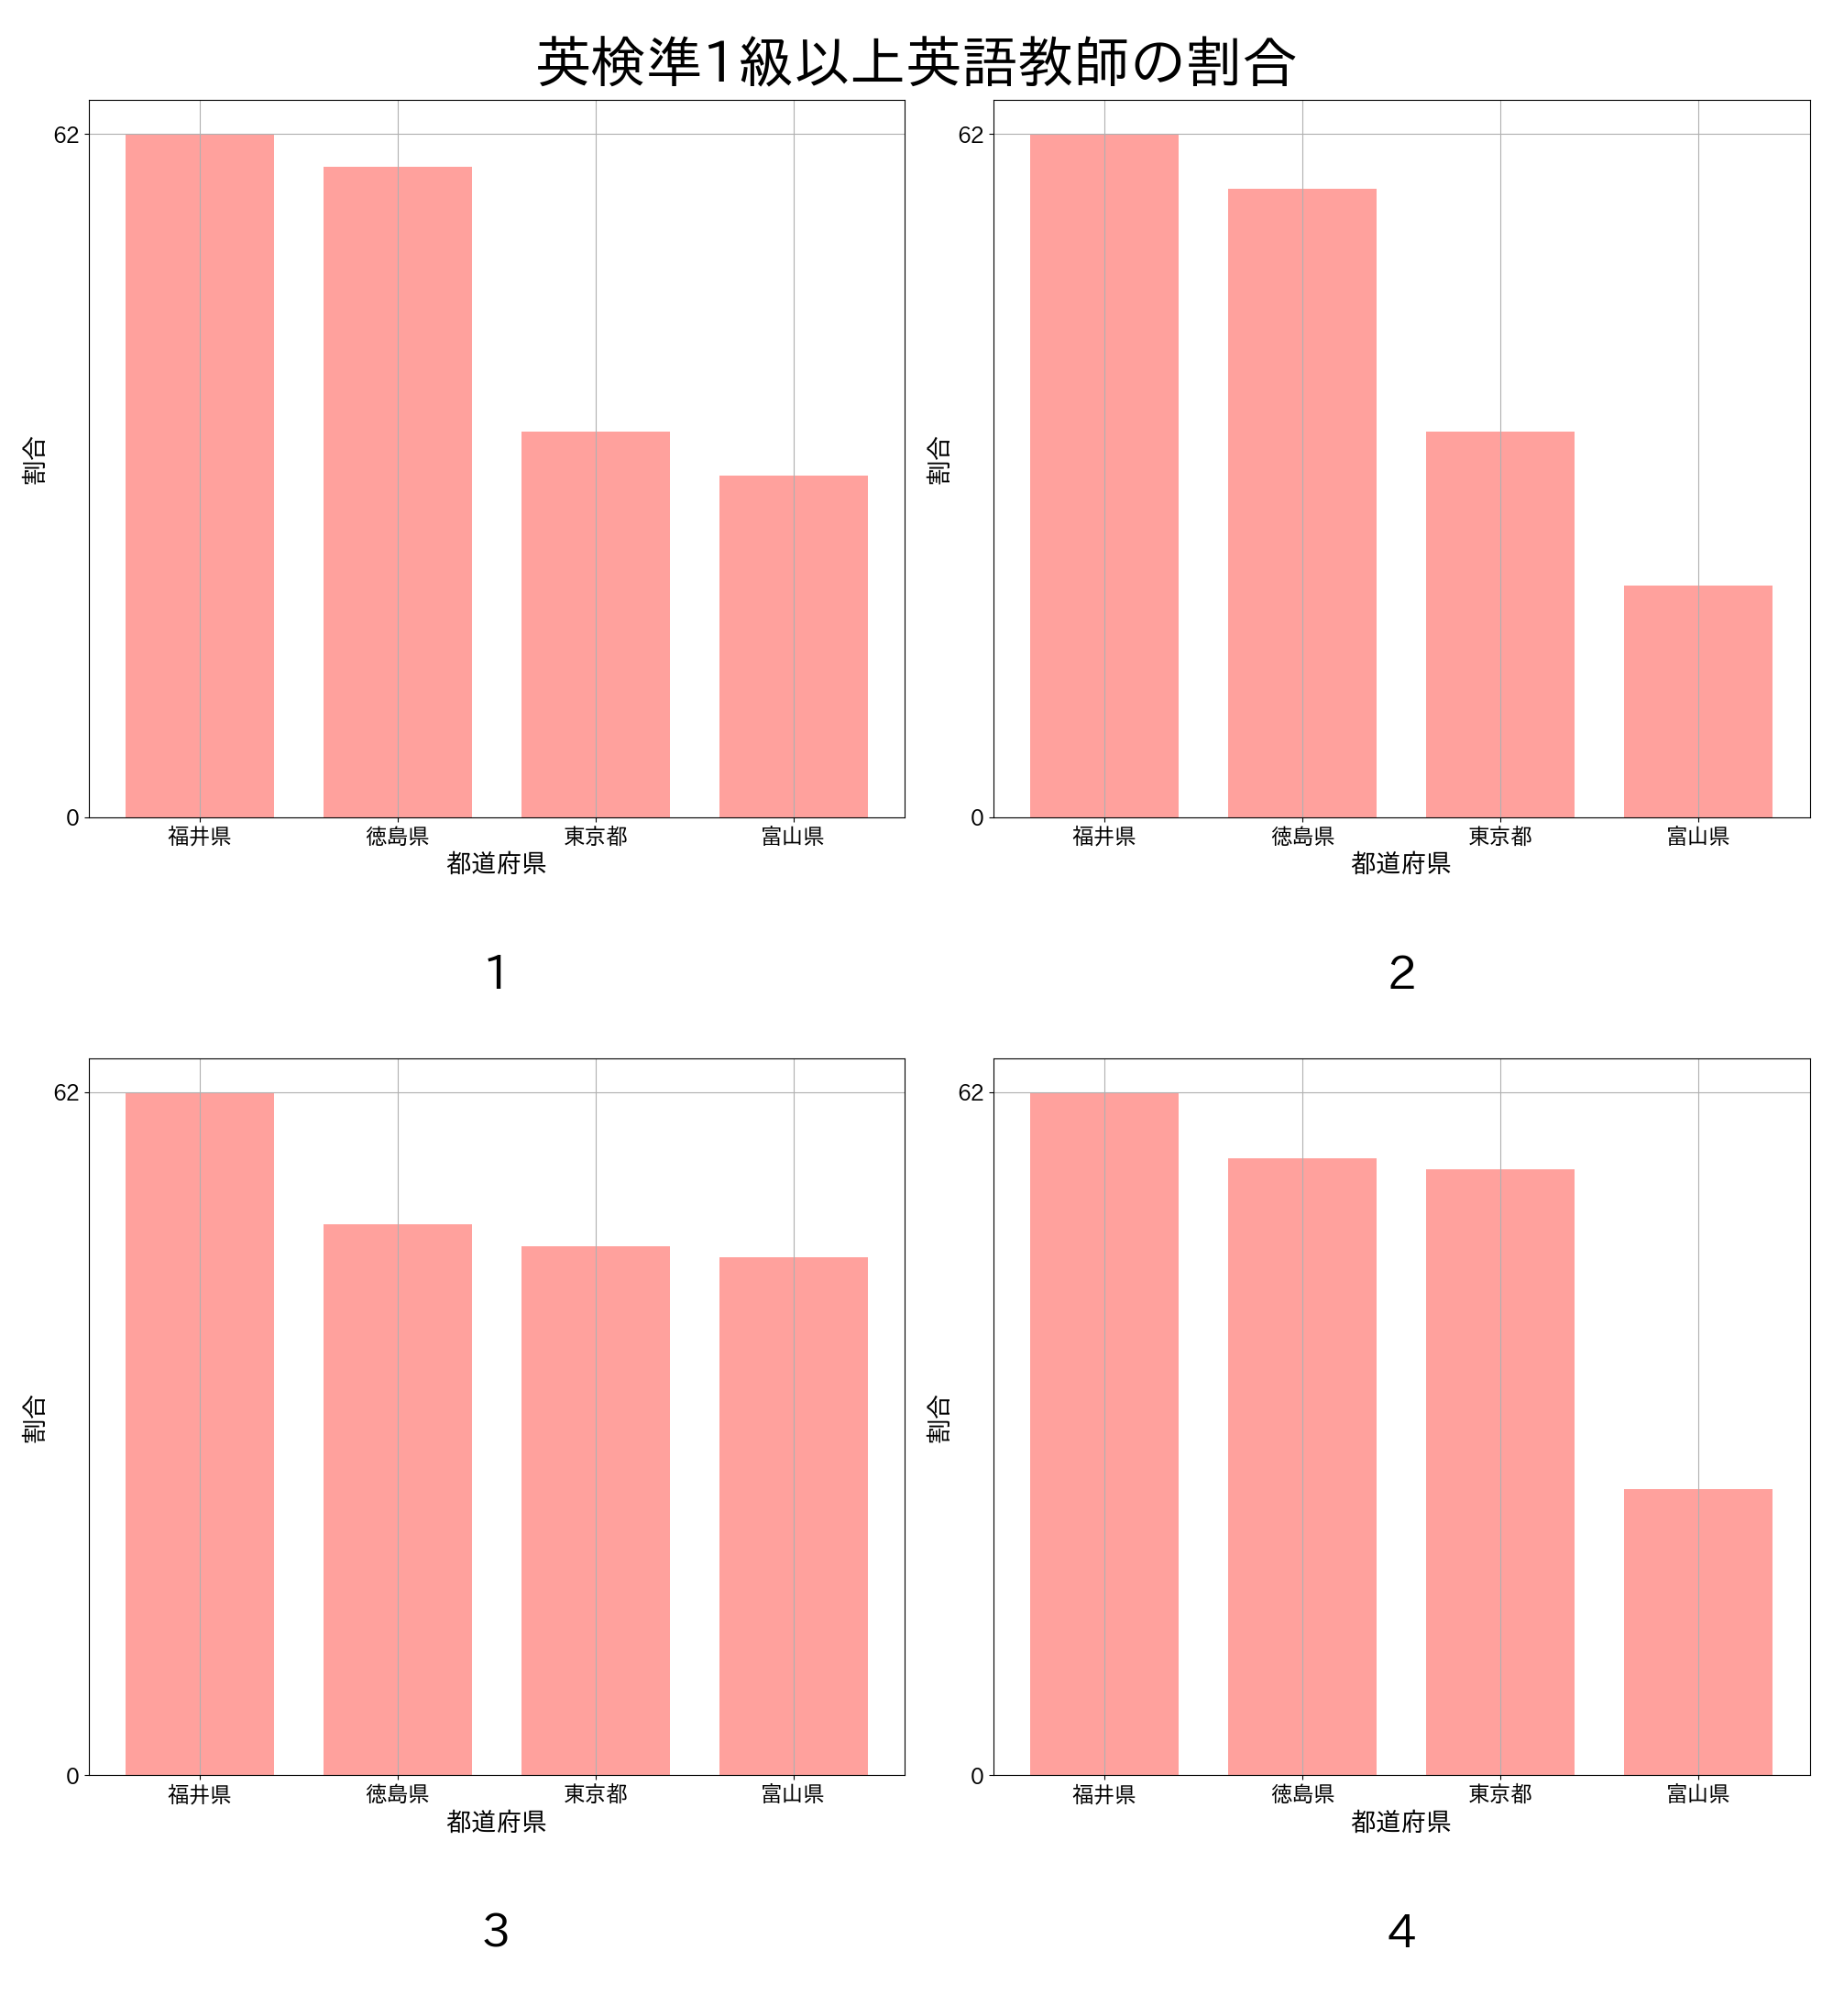 英検準1級以上英語教師の割合
62
0
割合
福井県 徳島県 東京都 富山県
都道府県
1
62
0
割合
福井県 徳島県 東京都 富山県
都道府県
2
62
0
割合
福井県 徳島県 東京都 富山県
都道府県
3
62
0
割合
福井県 徳島県 東京都 富山県
都道府県
4